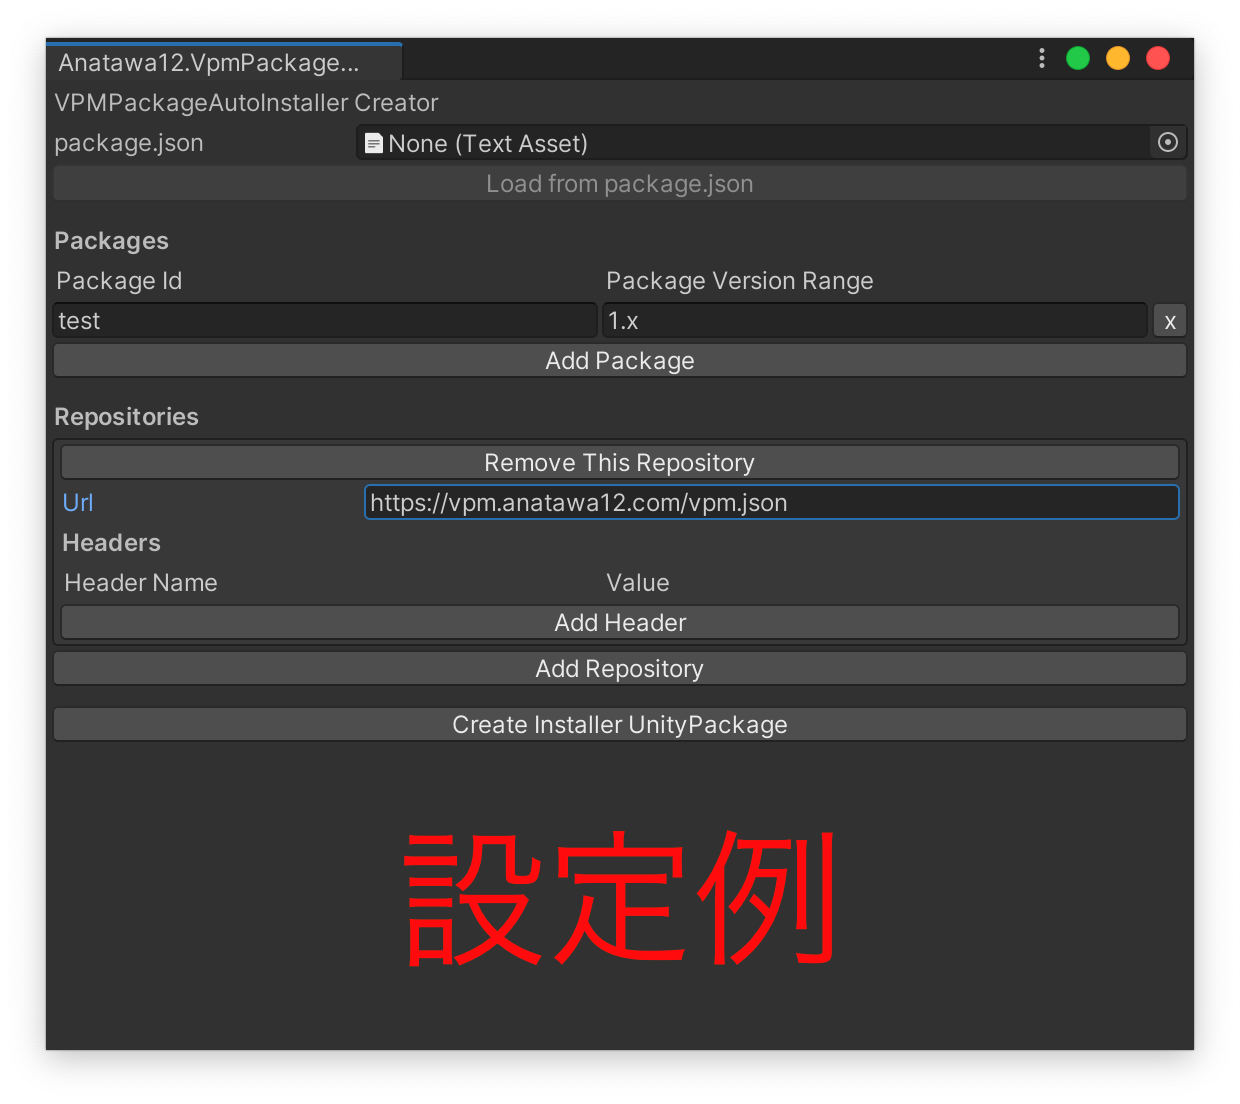 Anatawa12.VpmPackage...
VPMPackageAutoInstaller Creator
package.json None (Text Asset)
Load from package.json
Packages
Package Id Package Version Range
test 1.x x
Add Package
Repositories
Remove This Repository
Url https://vpm.anatawa12.com/vpm.json
Headers
Header Name Value
Add Header
Add Repository
Create Installer UnityPackage
設定例